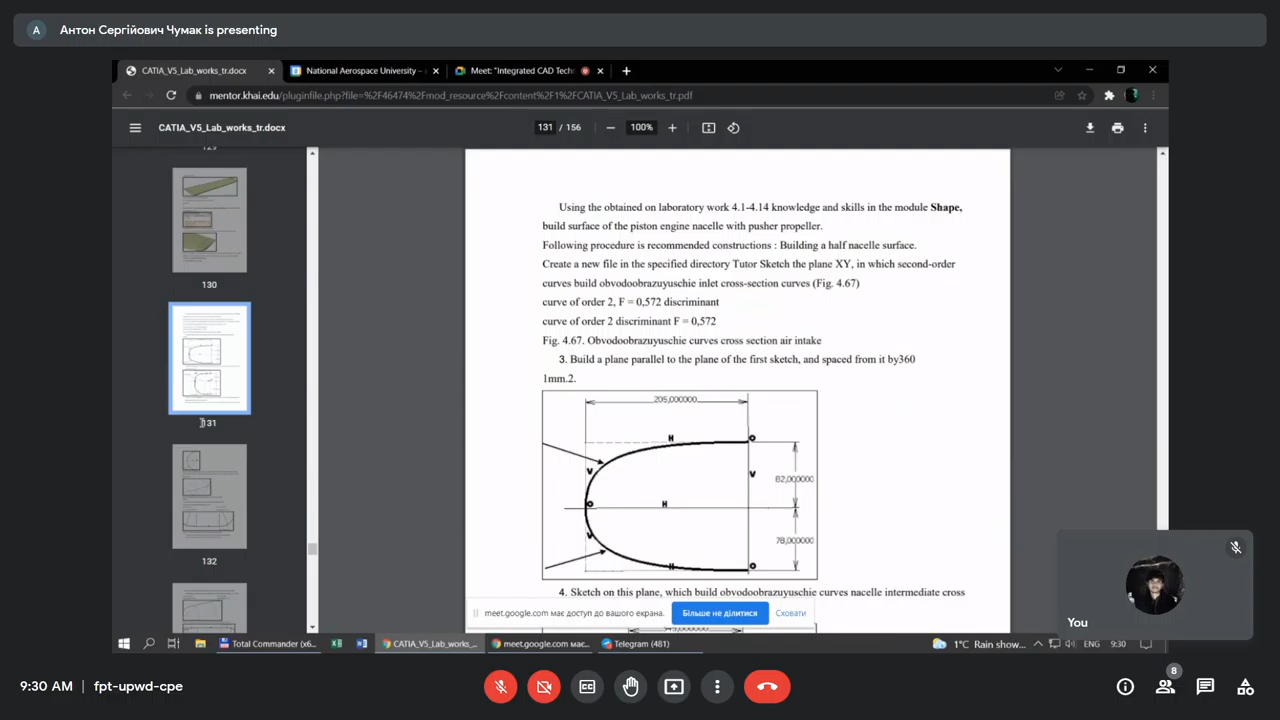 A
Антон Сергійович Чумак is presenting
CATIA_V5_Lab_works_tr.docx
National Aerospace University –
Meet: "Integrated CAD Tech
mentor.khai.edu/pluginfile.php?file=%2F46474%2Fmod_resource%2Fcontent%2F1%2FCATIA_V5_Lab_works_tr.pdf
CATIA_V5_Lab_works_tr.docx
131 / 156
100%
129
130
131
132
Using the obtained on laboratory work 4.1-4.14 knowledge and skills in the module Shape,
build surface of the piston engine nacelle with pusher propeller.
Following procedure is recommended constructions : Building a half nacelle surface.
Create a new file in the specified directory Tutor Sketch the plane XY, in which second-order
curves build obvodoobrazuyuschie inlet cross-section curves (Fig. 4.67)
curve of order 2, F = 0,572 discriminant
curve of order 2 discriminant F = 0,572
Fig. 4.67. Obvodoobrazuyuschie curves cross section air intake
3. Build a plane parallel to the plane of the first sketch, and spaced from it by360
1mm.2.
205,000000
H
O
V
V
82,000000
O
H
V
78,000000
H
O
4. Sketch on this plane, which build obvodoobrazuyuschie curves nacelle intermediate cross
meet.google.com має доступ до вашого екрана.
Більше не ділитися
Сховати
You
Total Commander (x6...
CATIA_V5_Lab_works_...
meet.google.com має...
Telegram (481)
1°C Rain show...
ENG
9:30
9:30 AM
fpt-upwd-cpe
8